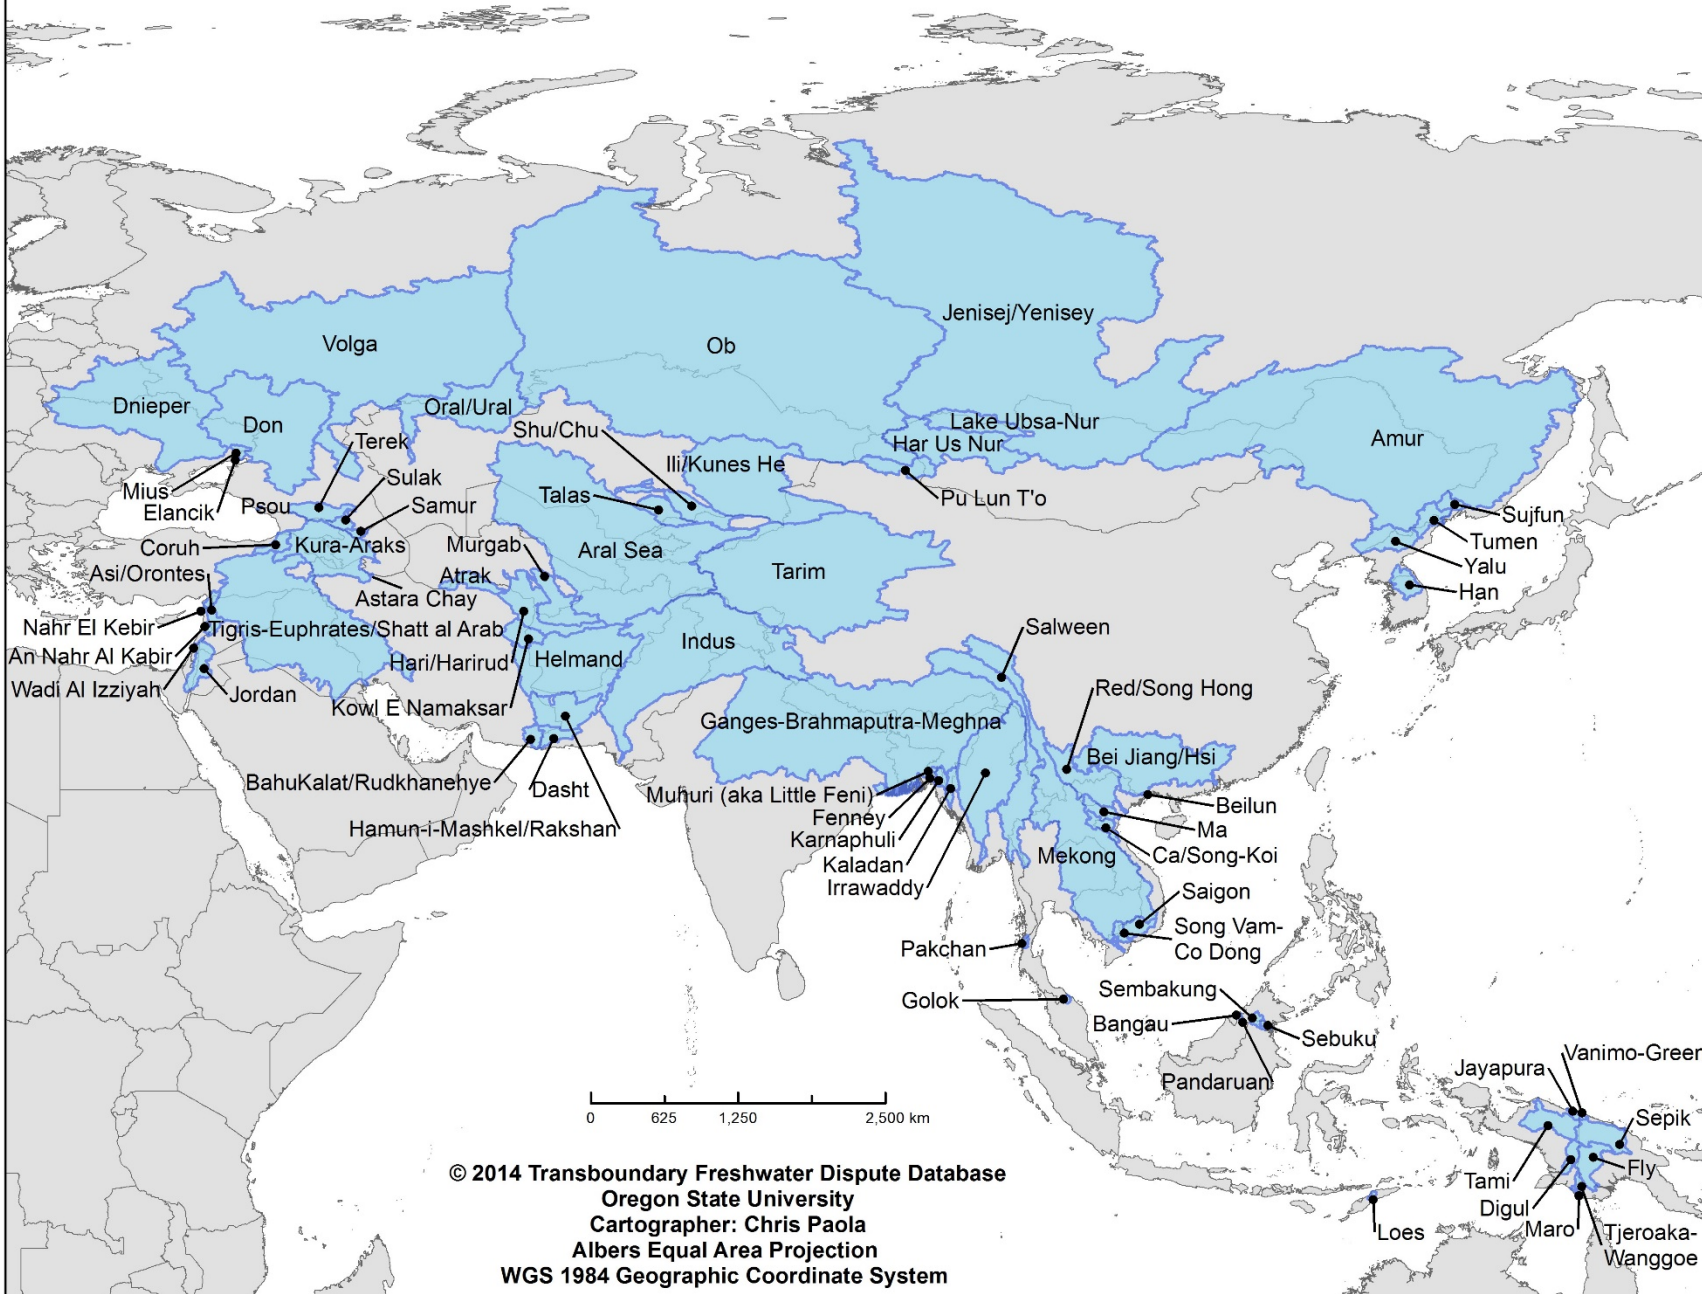 Jenisej/Yenisey
Volga
Ob
Dnieper
Don
Oral/Ural
Lake Ubsa-Nur
Shu/Chu
Har Us Nur
Amur
Terek
Ili/Kunes He
Mius
Sulak
Elancik
Psou
Samur
Talas
Pu Lun T'o
Sujfun
Coruh
Kura-Araks
Murgab
Aral Sea
Tumen
Asi/Orontes
Atrak
Tarim
Yalu
Astara Chay
Han
Nahr El Kebir
Tigris-Euphrates/Shatt al Arab
Indus
Salween
An Nahr Al Kabir
Hari/Harirud
Helmand
Wadi Al Izziyah
Jordan
Kowl E Namaksar
Red/Song Hong
Ganges-Brahmaputra-Meghna
Bei Jiang/Hsi
BahuKalat/Rudkhanehye
Dasht
Muhuri (aka Little Feni)
Beilun
Hamun-i-Mashkel/Rakshan
Fenney
Ma
Karnaphuli
Mekong
Ca/Song-Koi
Kaladan
Irrawaddy
Saigon
Song Vam-
Co Dong
Pakchan
Golok
Sembakung
Bangau
Sebuku
Pandaruan
Vanimo-Green
Jayapura
Sepik
Tami
Fly
Digul
Maro
Tjeroaka-
Wanggoe
Loes
0 625 1,250 2,500 km
© 2014 Transboundary Freshwater Dispute Database
Oregon State University
Cartographer: Chris Paola
Albers Equal Area Projection
WGS 1984 Geographic Coordinate System